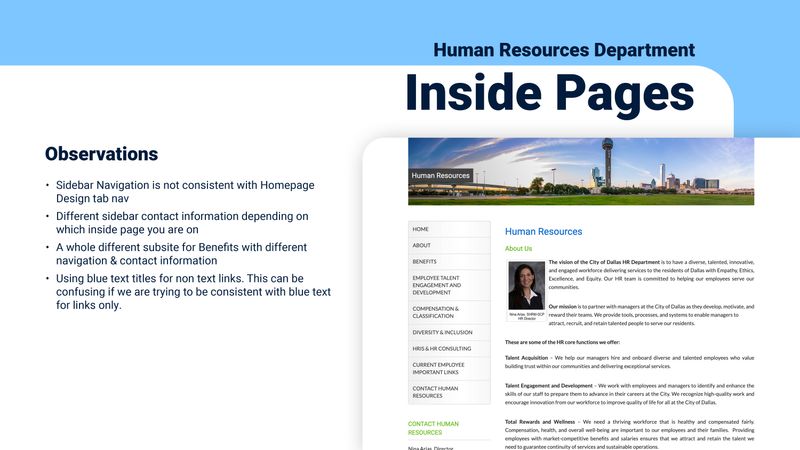 Human Resources Department
Inside Pages
Observations
• Sidebar Navigation is not consistent with Homepage
Design tab nav
• Different sidebar contact information depending on
which inside page you are on
• A whole different subsite for Benefits with different
navigation & contact information
• Using blue text titles for non text links. This can be
confusing if we are trying to be consistent with blue text
for links only.
Human Resources
HOME
ABOUT
BENEFITS
EMPLOYEE TALENT
ENGAGEMENT AND
DEVELOPMENT
COMPENSATION &
CLASSIFICATION
DIVERSITY & INCLUSION
HRIS & HR CONSULTING
CURRENT EMPLOYEE
IMPORTANT LINKS
CONTACT HUMAN
RESOURCES
CONTACT HUMAN
RESOURCES
Nina Arias, Director
Human Resources
About Us
The vision of the City of Dallas HR Department is to have a diverse, talented, innovative,
and engaged workforce delivering services to the residents of Dallas with Empathy, Ethics,
Excellence, and Equity. Our HR team is committed to helping our employees serve our
communities.
Nina Arias, SHRM-SCP
HR Director
Our mission is to partner with managers at the City of Dallas as they develop, motivate, and
reward their teams. We provide tools, processes, and systems to enable managers to
attract, recruit, and retain talented people to serve our residents.
These are some of the HR core functions we offer:
Talent Acquisition – We help our managers hire and onboard diverse and talented employees who value
building trust within our communities and delivering exceptional services.
Talent Engagement and Development – We work with employees and managers to identify and enhance the
skills of our staff to prepare them to advance in their careers at the City. We recognize high-quality work and
encourage innovation from our workforce to improve quality of life for all at the City of Dallas.
Total Rewards and Wellness – We need a thriving workforce that is healthy and compensated fairly.
Compensation, health, and overall well-being are important to our employees and their families. Providing
employees with market-competitive benefits and salaries ensures that we attract and retain the talent we
need to guarantee continuity of services and sustainable operations.